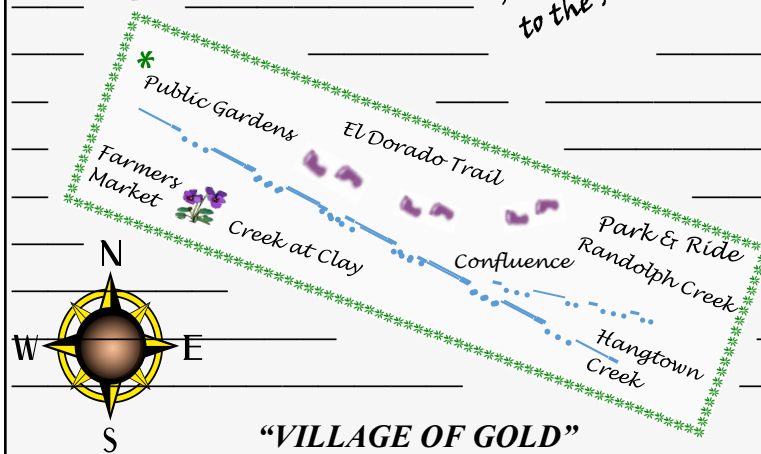 to the
*
Public Gardens
El Dorado Trail
Farmers
Market
Creek at Clay
Park & Ride
Randolph Creek
Confluence
Hangtown
Creek
N
W
E
S
“VILLAGE OF GOLD”